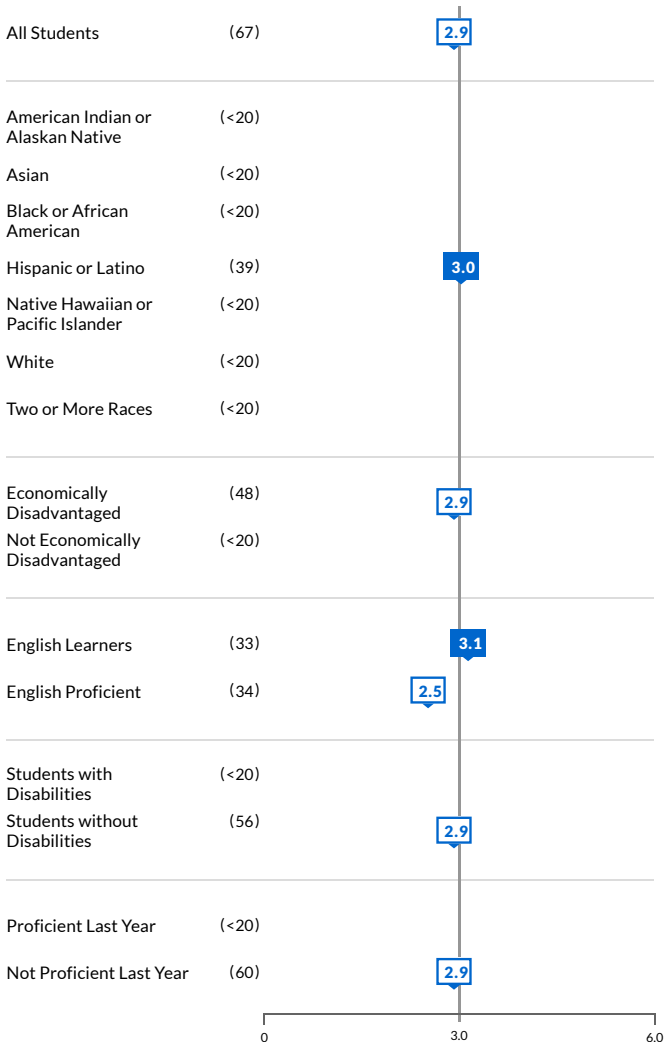 All Students (67) 2.9
American Indian or (<20)
Alaskan Native
Asian (<20)
Black or African (<20)
American
Hispanic or Latino (39) 3.0
Native Hawaiian or (<20)
Pacific Islander
White (<20)
Two or More Races (<20)
Economically (48) 2.9
Disadvantaged
Not Economically (<20)
Disadvantaged
English Learners (33) 3.1
English Proficient (34) 2.5
Students with (<20)
Disabilities
Students without (56) 2.9
Disabilities
Proficient Last Year (<20)
Not Proficient Last Year (60) 2.9
0 3.0 6.0